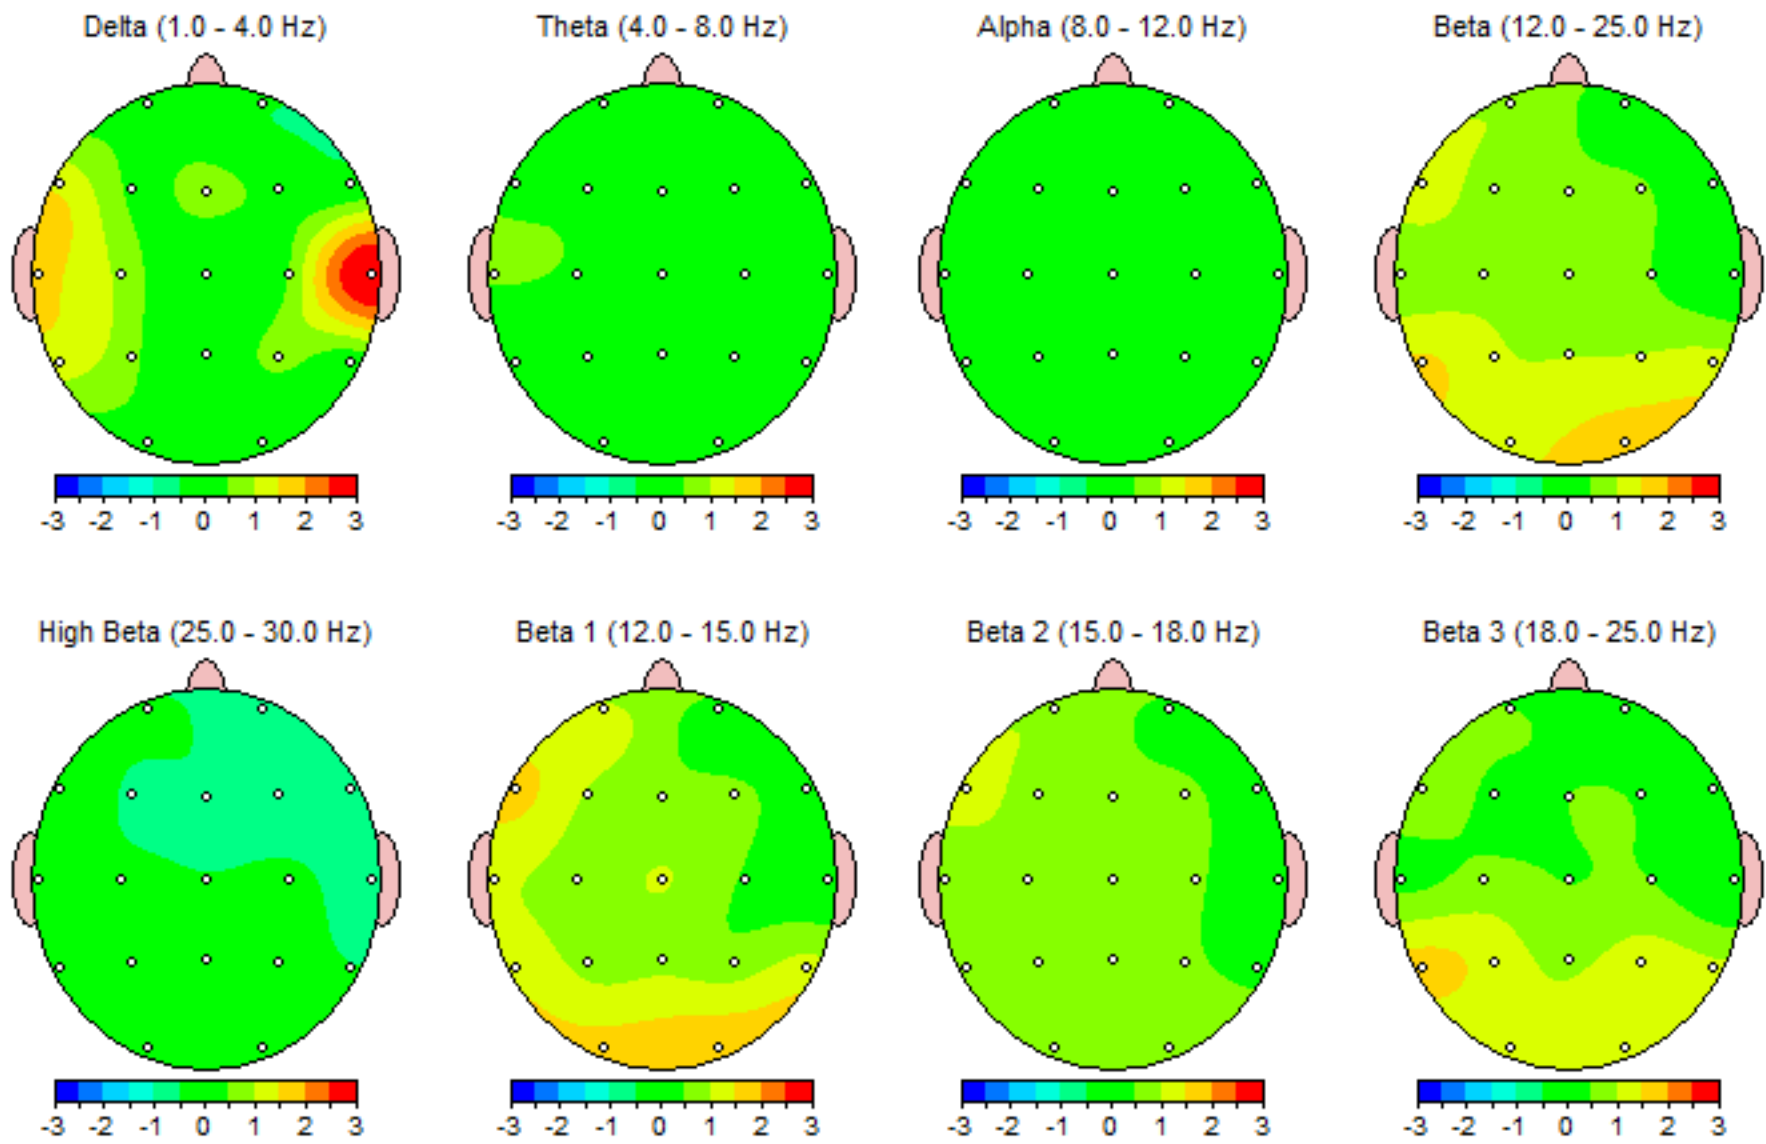 Delta (1.0 - 4.0 Hz)
Theta (4.0 - 8.0 Hz)
Alpha (8.0 - 12.0 Hz)
Beta (12.0 - 25.0 Hz)
-3 -2 -1 0 1 2 3
-3 -2 -1 0 1 2 3
-3 -2 -1 0 1 2 3
-3 -2 -1 0 1 2 3
High Beta (25.0 - 30.0 Hz)
Beta 1 (12.0 - 15.0 Hz)
Beta 2 (15.0 - 18.0 Hz)
Beta 3 (18.0 - 25.0 Hz)
-3 -2 -1 0 1 2 3
-3 -2 -1 0 1 2 3
-3 -2 -1 0 1 2 3
-3 -2 -1 0 1 2 3